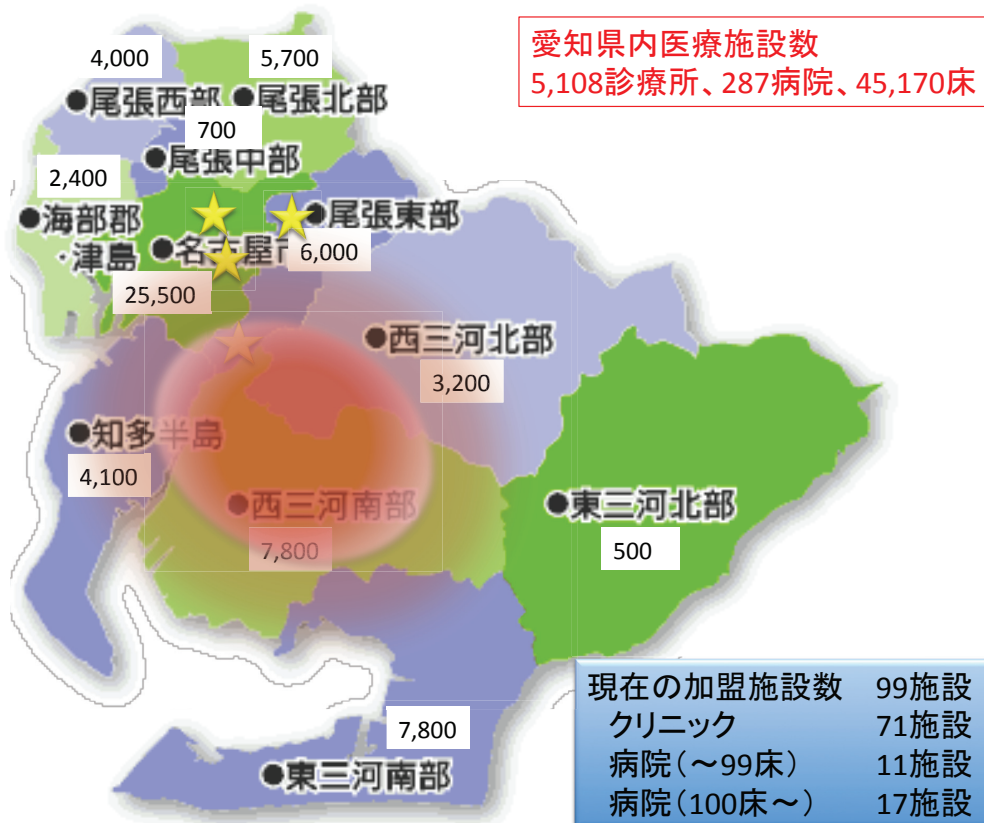 愛知県内医療施設数
5,108診療所、287病院、45,170床
4,000
5,700
●尾張西部
●尾張北部
700
●尾張中部
2,400
●海部郡
・津島
●尾張東部
●名古屋市
6,000
25,500
●西三河北部
3,200
●知多半島
4,100
●西三河南部
7,800
●東三河北部
500
7,800
●東三河南部
現在の加盟施設数 99施設
クリニック 71施設
病院(～99床) 11施設
病院(100床～) 17施設